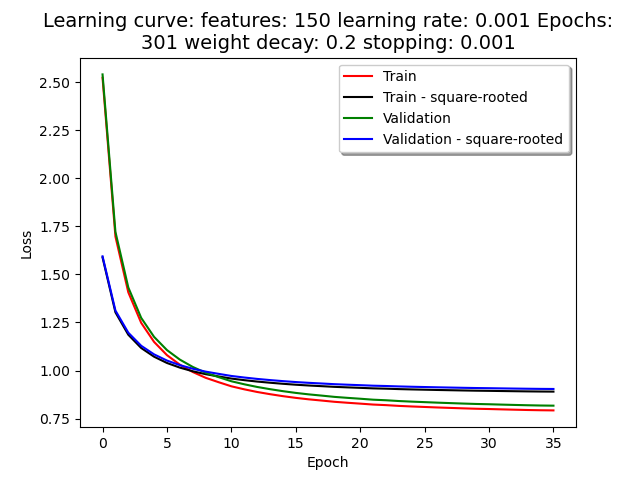 Learning curve: features: 150 learning rate: 0.001 Epochs:
301 weight decay: 0.2 stopping: 0.001
Train
Train - square-rooted
Validation
Validation - square-rooted
Loss
2.50
2.25
2.00
1.75
1.50
1.25
1.00
0.75
0 5 10 15 20 25 30 35
Epoch